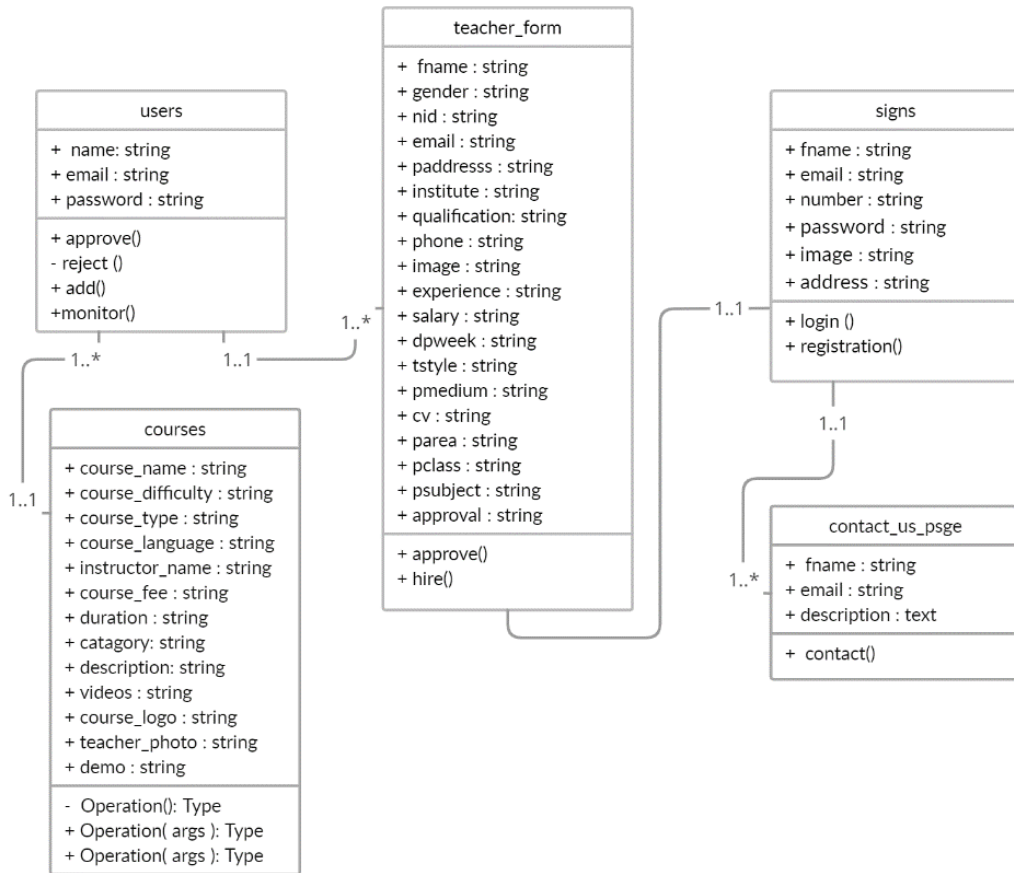 teacher_form
+ fname : string
+ gender : string
+ nid : string
+ email : string
+ paddresss : string
+ institute : string
+ qualification: string
+ phone : string
+ image : string
+ experience : string
+ salary : string
+ dpweek : string
+ tstyle : string
+ pmedium : string
+ cv : string
+ parea : string
+ pclass : string
+ psubject : string
+ approval : string
+ approve()
+ hire()
users
+ name: string
+ email : string
+ password : string
+ approve()
- reject ()
+ add()
+monitor()
1..*
1..1
1..*
1..1
courses
+ course_name : string
+ course_difficulty : string
+ course_type : string
+ course_language : string
+ instructor_name : string
+ course_fee : string
+ duration : string
+ catagory: string
+ description: string
+ videos : string
+ course_logo : string
+ teacher_photo : string
+ demo : string
- Operation(): Type
+ Operation( args ): Type
+ Operation( args ): Type
signs
+ fname : string
+ email : string
+ number : string
+ password : string
+ image : string
+ address : string
+ login ()
+ registration()
1..1
1..1
1..*
contact_us_psge
+ fname : string
+ email : string
+ description : text
+ contact()